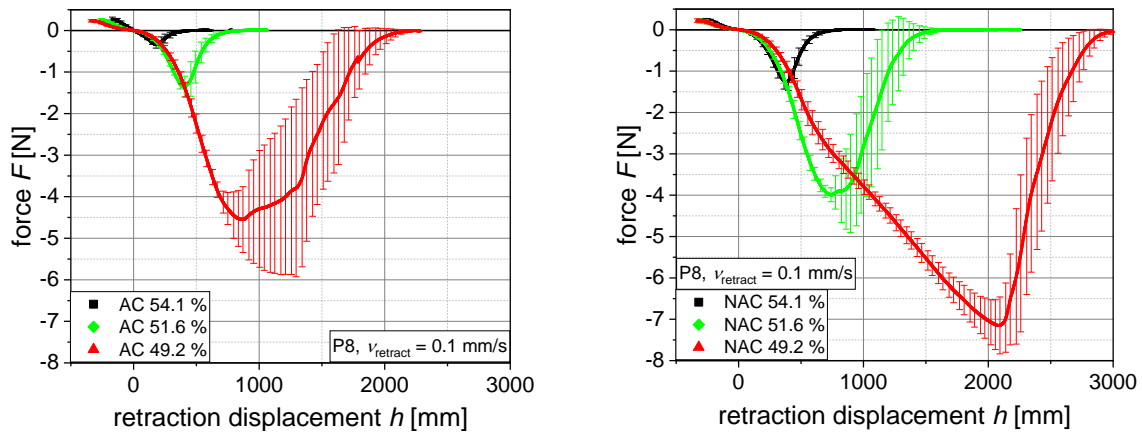 0
-1
-2
-3
-4
-5
-6
-7
-8
force F [N]
AC 54.1 %
AC 51.6 %
AC 49.2 %
P8, νretract = 0.1 mm/s
0 1000 2000 3000
retraction displacement h [mm]
0
-1
-2
-3
-4
-5
-6
-7
-8
force F [N]
P8, νretract = 0.1 mm/s
NAC 54.1 %
NAC 51.6 %
NAC 49.2 %
0 1000 2000 3000
retraction displacement h [mm]